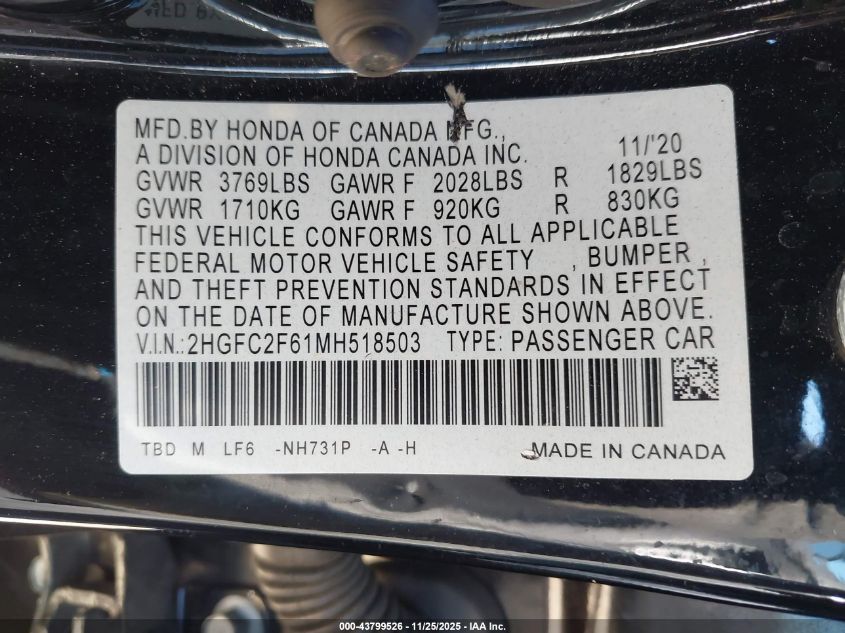 MFD.BY HONDA OF CANADA MFG.,
A DIVISION OF HONDA CANADA INC. 11/'20
GVWR 3769LBS GAWR F 2028LBS R 1829LBS
GVWR 1710KG GAWR F 920KG R 830KG
THIS VEHICLE CONFORMS TO ALL APPLICABLE
FEDERAL MOTOR VEHICLE SAFETY , BUMPER ,
AND THEFT PREVENTION STANDARDS IN EFFECT
ON THE DATE OF MANUFACTURE SHOWN ABOVE.
V.I.N.:2HGFC2F61MH518503 TYPE: PASSENGER CAR
TBD M LF6 -NH731P -A -H MADE IN CANADA
000-43799526 - 11/25/2025 - IAA Inc.